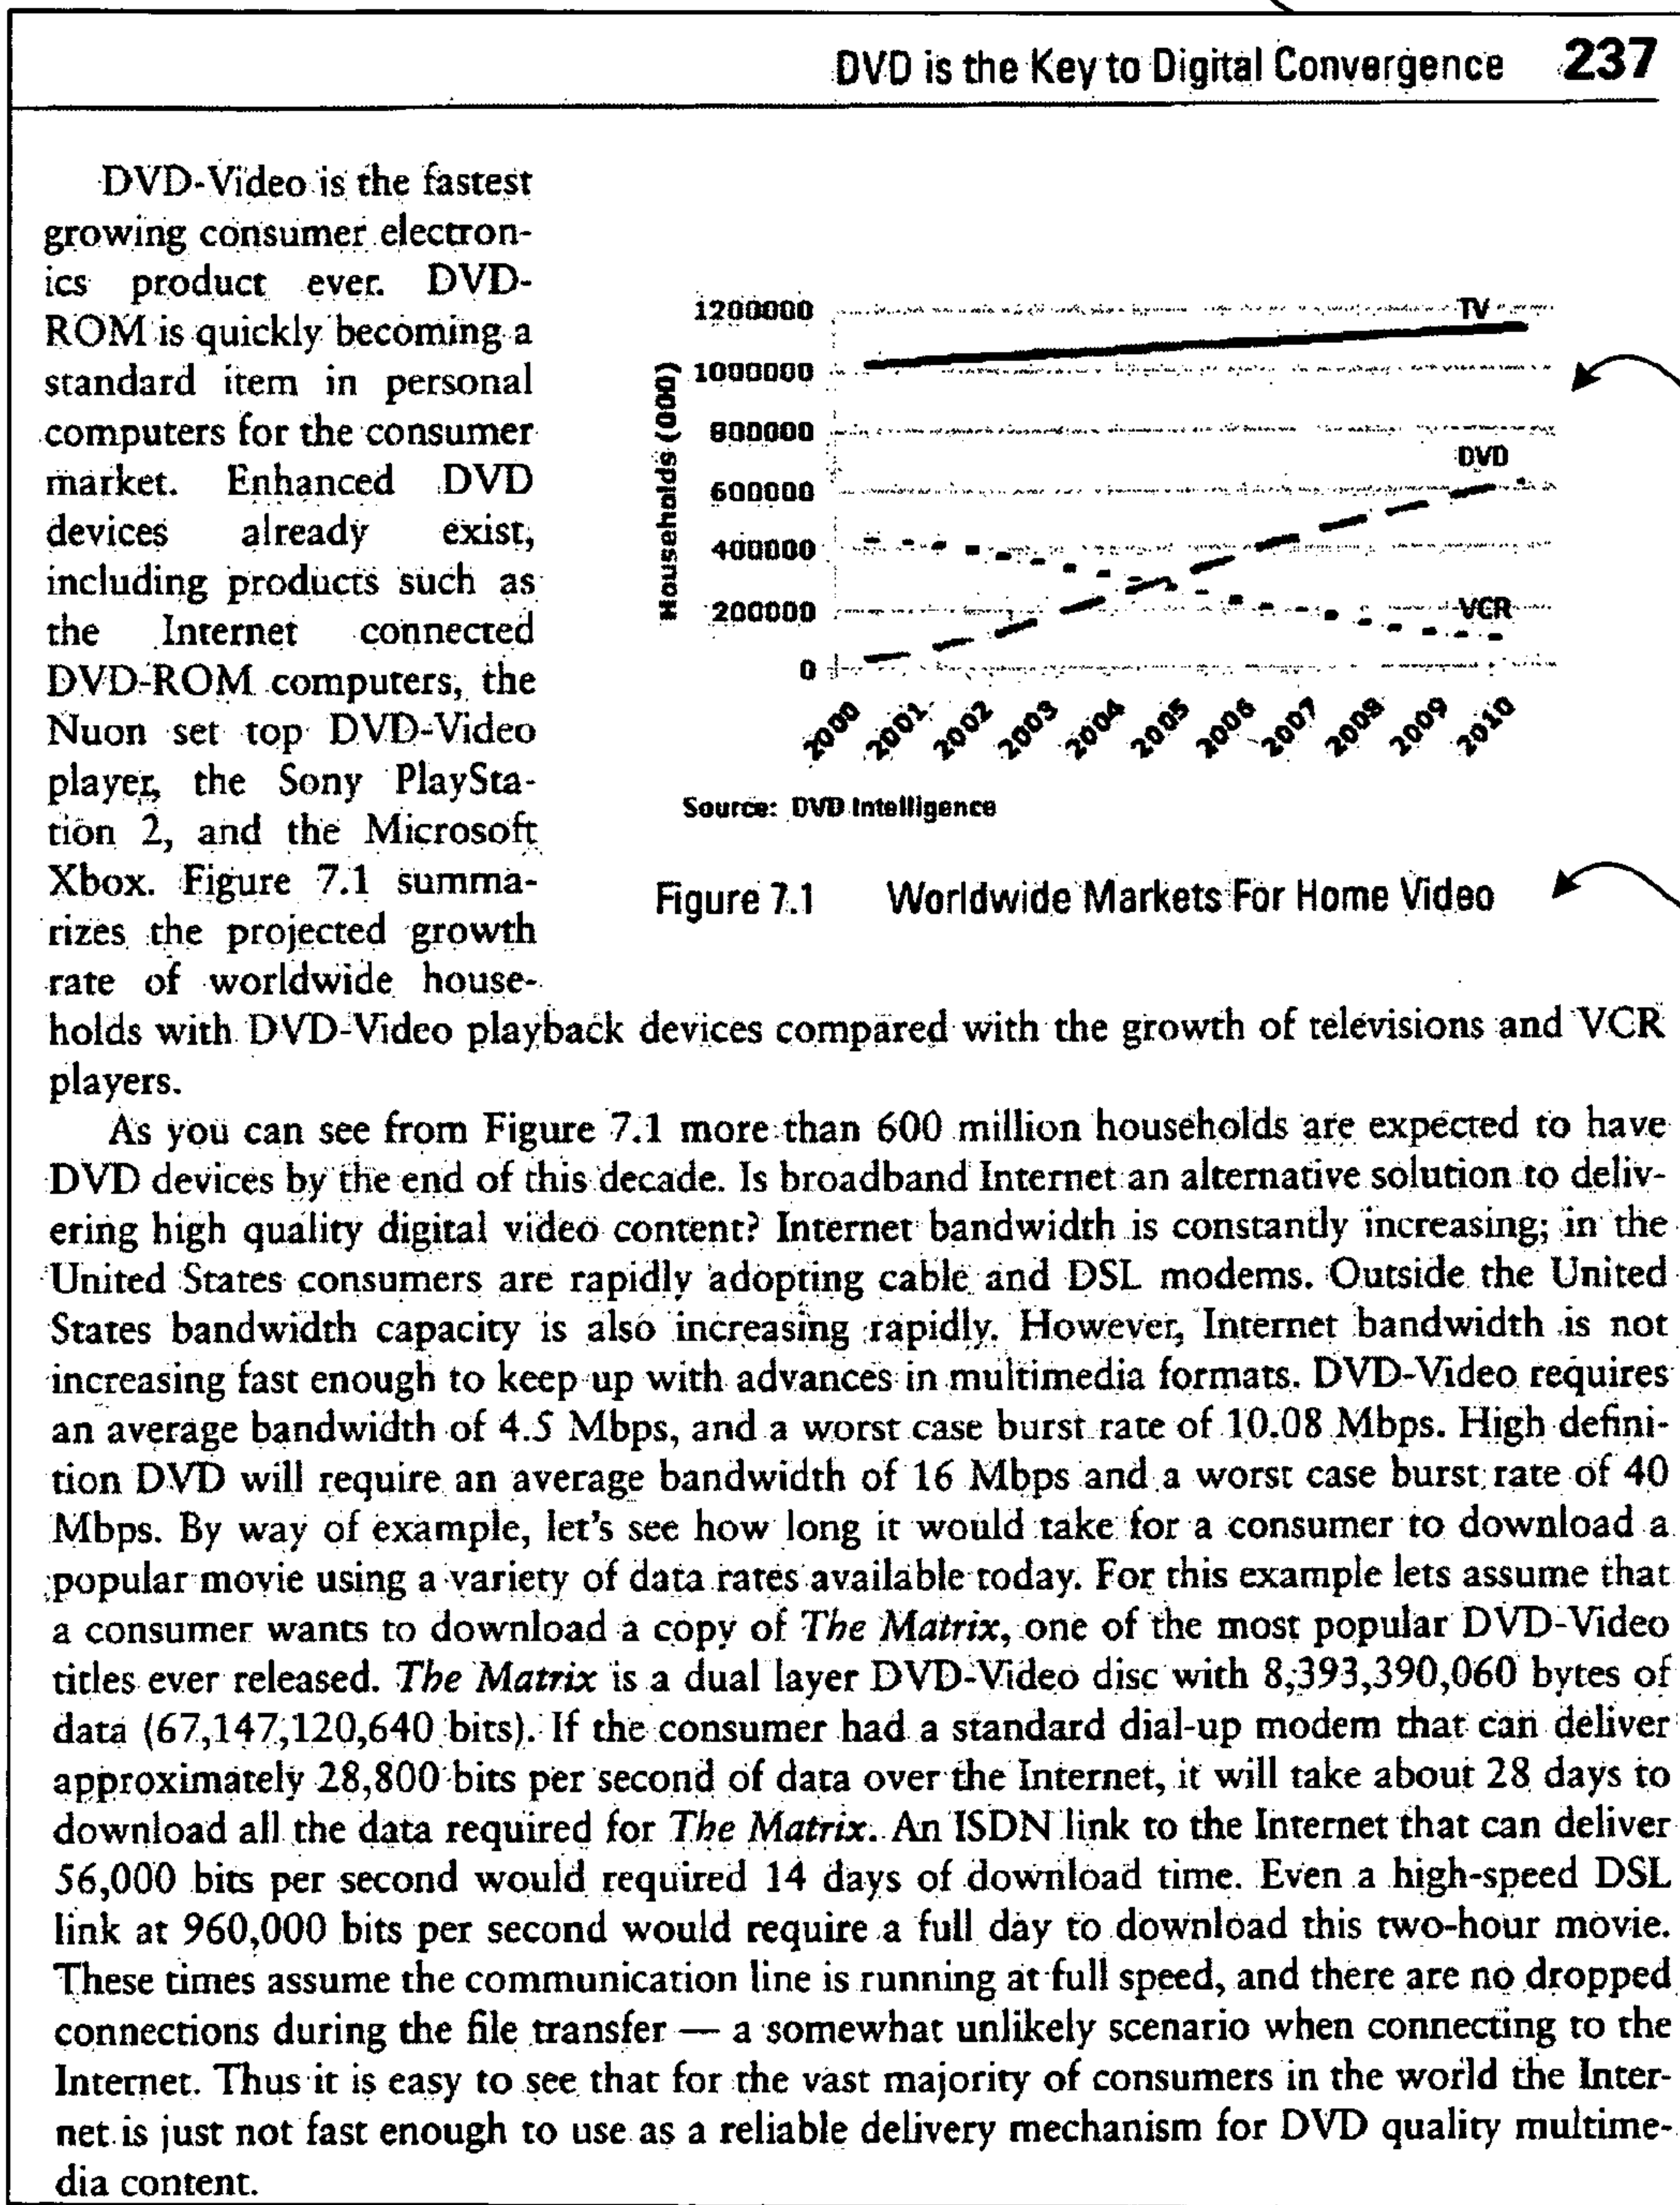 DVD is the Key to Digital Convergence 237
DVD-Video is the fastest
growing consumer electron-
ics product ever. DVD-
ROM is quickly becoming a
standard item in personal
computers for the consumer
market. Enhanced DVD
devices already exist,
including products such as
the Internet connected
DVD-ROM computers, the
Nuon set top DVD-Video
player, the Sony PlaySta-
tion 2, and the Microsoft
Xbox. Figure 7.1 summa-
rizes the projected growth
rate of worldwide house-
Households (000)
1200000
1000000
800000
600000
400000
200000
0
TV
DVD
VCR
2000 2001 2002 2003 2004 2005 2006 2007 2008 2009 2010
Source: DVD Intelligence
Figure 7.1 Worldwide Markets For Home Video
holds with DVD-Video playback devices compared with the growth of televisions and VCR
players.
As you can see from Figure 7.1 more than 600 million households are expected to have
DVD devices by the end of this decade. Is broadband Internet an alternative solution to deliv-
ering high quality digital video content? Internet bandwidth is constantly increasing; in the
United States consumers are rapidly adopting cable and DSL modems. Outside the United
States bandwidth capacity is also increasing rapidly. However, Internet bandwidth is not
increasing fast enough to keep up with advances in multimedia formats. DVD-Video requires
an average bandwidth of 4.5 Mbps, and a worst case burst rate of 10.08 Mbps. High defini-
tion DVD will require an average bandwidth of 16 Mbps and a worst case burst rate of 40
Mbps. By way of example, let's see how long it would take for a consumer to download a
popular movie using a variety of data rates available today. For this example lets assume that
a consumer wants to download a copy of The Matrix, one of the most popular DVD-Video
titles ever released. The Matrix is a dual layer DVD-Video disc with 8,393,390,060 bytes of
data (67,147,120,640 bits). If the consumer had a standard dial-up modem that can deliver
approximately 28,800 bits per second of data over the Internet, it will take about 28 days to
download all the data required for The Matrix. An ISDN link to the Internet that can deliver
56,000 bits per second would required 14 days of download time. Even a high-speed DSL
link at 960,000 bits per second would require a full day to download this two-hour movie.
These times assume the communication line is running at full speed, and there are no dropped
connections during the file transfer — a somewhat unlikely scenario when connecting to the
Internet. Thus it is easy to see that for the vast majority of consumers in the world the Inter-
net is just not fast enough to use as a reliable delivery mechanism for DVD quality multime-
dia content.